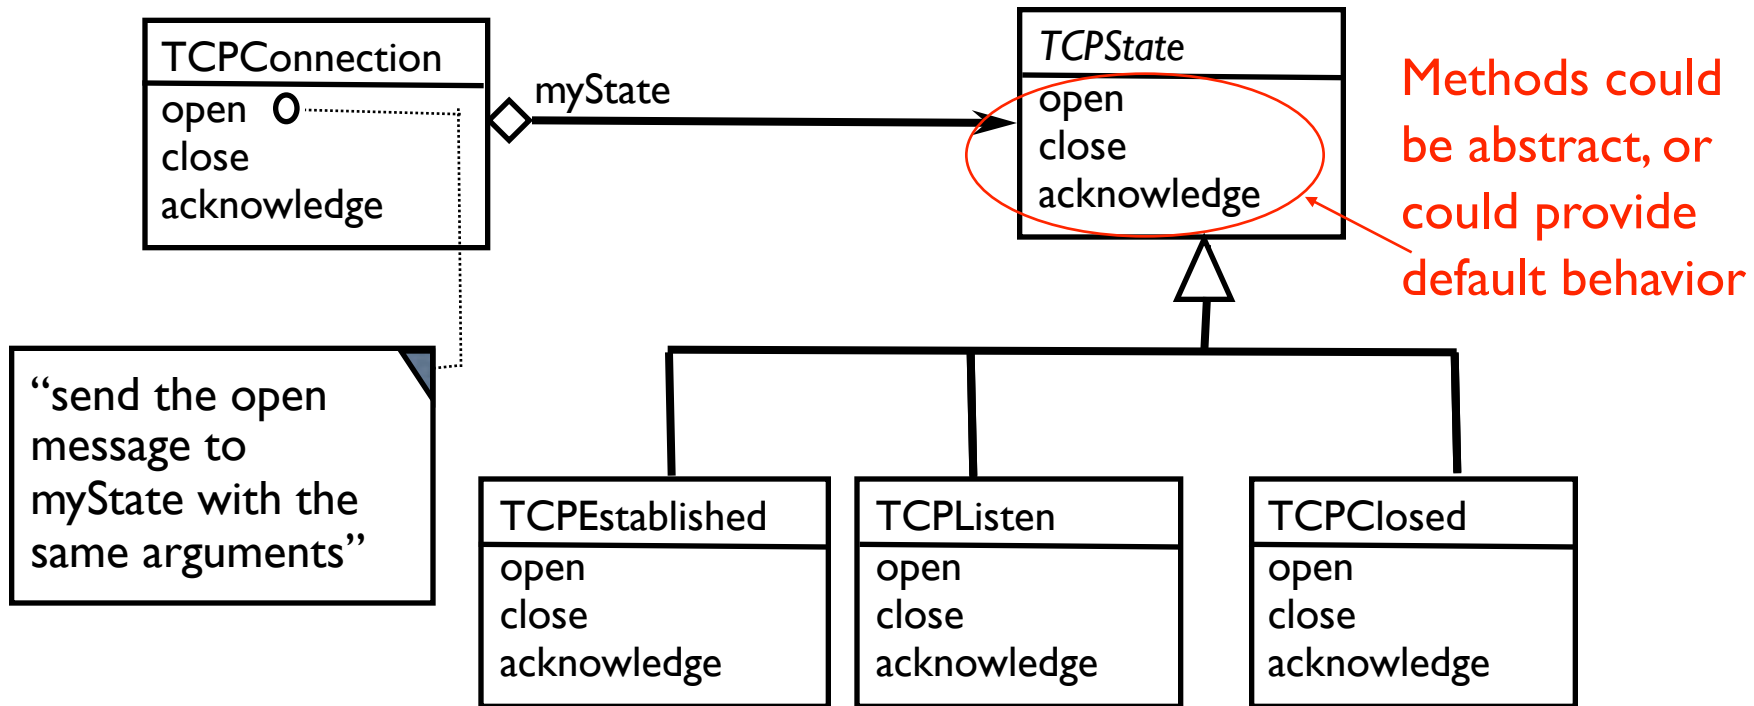 TCPConnection
open
close
acknowledge
myState
TCPState
open
close
acknowledge
Methods could
be abstract, or
could provide
default behavior
“send the open
message to
myState with the
same arguments”
TCPEstablished
open
close
acknowledge
TCPListen
open
close
acknowledge
TCPClosed
open
close
acknowledge